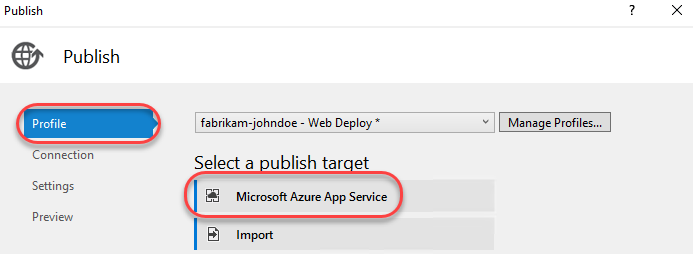 Publish
Publish
Profile
fabrikam-johndoe - Web Deploy *
Manage Profiles...
Connection
Select a publish target
Settings
Microsoft Azure App Service
Preview
Import